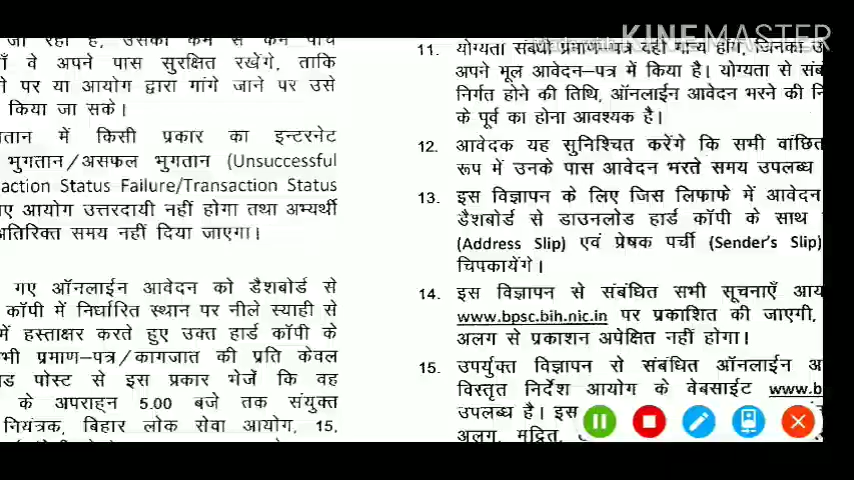 जा रहा है, उसकी कम से कम पाँच
वे अपने पास सुरक्षित रखेंगे, ताकि
ने पर या आयोग द्वारा मांगे जाने पर उसे
किया जा सके।
तान में किसी प्रकार का इन्टरनेट
भुगतान/असफल भुगतान (Unsuccessful
action Status Failure/Transaction Status
ए आयोग उत्तरदायी नहीं होगा तथा अभ्यर्थी
अतिरिक्त समय नहीं दिया जाएगा।
गए ऑनलाईन आवेदन को डैशबोर्ड से
कॉपी में निर्धारित स्थान पर नीले स्याही से
में हस्ताक्षर करते हुए उक्त हार्ड कॉपी के
भी प्रमाण-पत्र/कागजात की प्रति केवल
ड पोस्ट से इस प्रकार भेजें कि वह
के अपराहन 5.00 बजे तक संयुक्त
नियंत्रक, बिहार लोक सेवा आयोग, 15,
11. योग्यता संबंधी प्रमाण-पत्र वही मान्य होंगे, जिनका उ
अपने मूल आवेदन-पत्र में किया है। योग्यता से संबं
निर्गत होने की तिथि, ऑनलाईन आवेदन भरने की नि
के पूर्व का होना आवश्यक है।
12. आवेदक यह सुनिश्चित करेंगे कि सभी वांछित
रूप में उनके पास आवेदन भरते समय उपलब्ध
13. इस विज्ञापन के लिए जिस लिफाफे में आवेदन
डैशबोर्ड से डाउनलोड हार्ड कॉपी के साथ
(Address Slip) एवं प्रेषक पर्ची (Sender's Slip)
चिपकायेंगे।
14. इस विज्ञापन से संबंधित सभी सूचनाएँ आय
www.bpsc.bih.nic.in पर प्रकाशित की जाएगी,
अलग से प्रकाशन अपेक्षित नहीं होगा।
15. उपर्युक्त विज्ञापन से संबंधित ऑनलाईन अ
विस्तृत निर्देश आयोग के वेबसाईट www.b
उपलब्ध है। इस
अलग, मुद्रित,
KINEMASTER